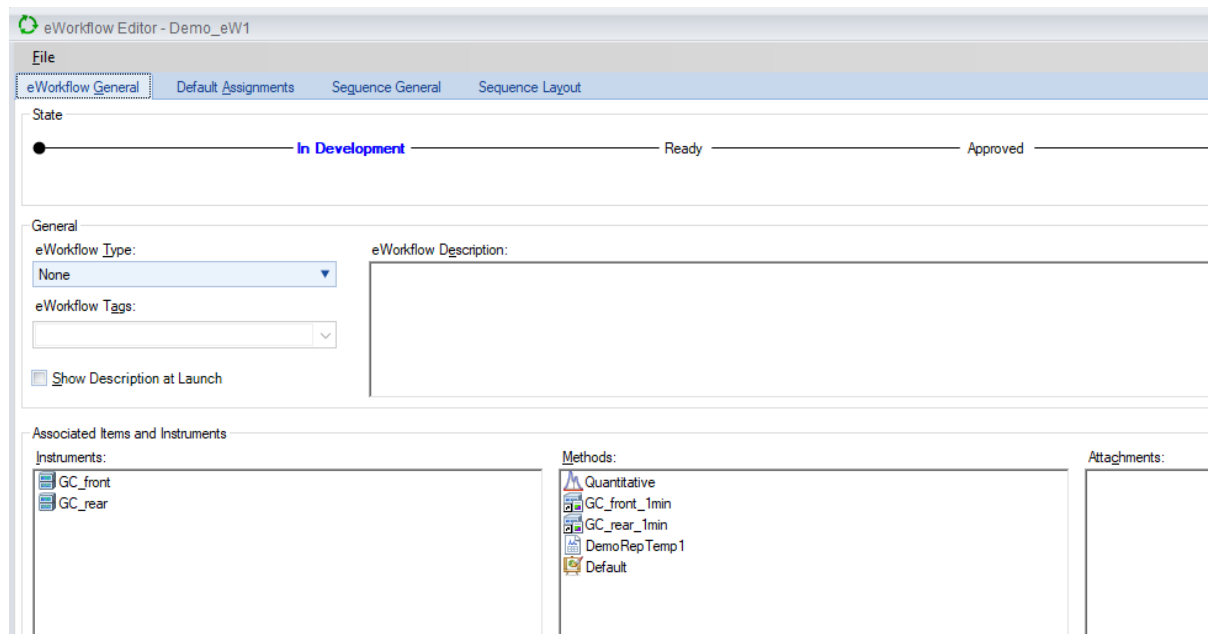 eWorkflow Editor - Demo_eW1
File
eWorkflow General Default Assignments Sequence General Sequence Layout
State
In Development Ready Approved
General
eWorkflow Type: eWorkflow Description:
None
eWorkflow Tags:
Show Description at Launch
Associated Items and Instruments
Instruments: Methods: Attachments:
GC_front Quantitative
GC_rear GC_front_1min
GC_rear_1min
DemoRepTemp1
Default